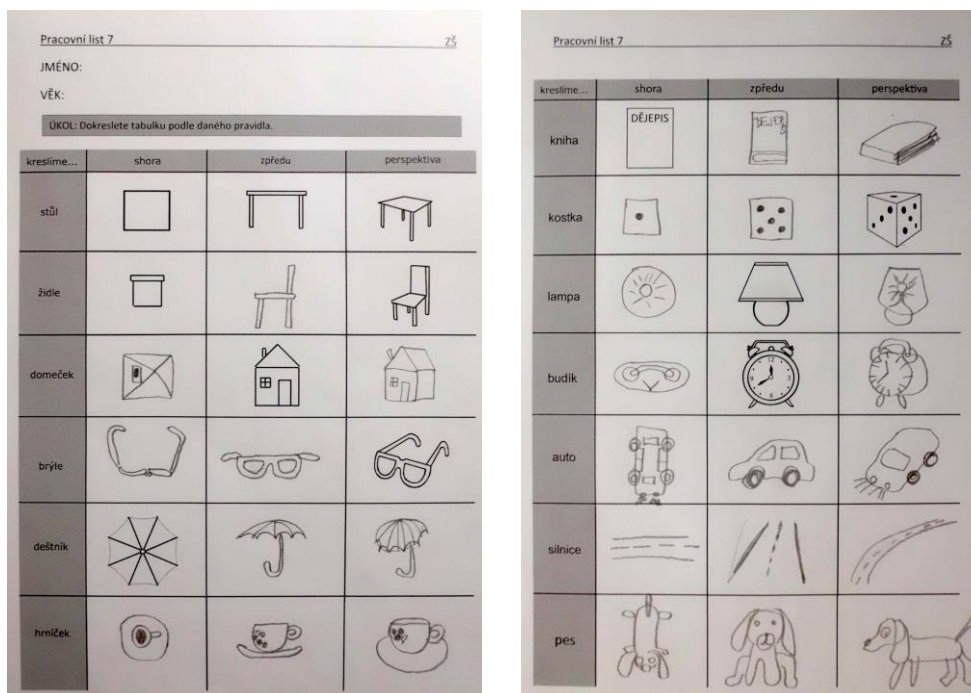 Pracovní list 7 ZŠ
JMÉNO:
VĚK:
ÚKOL: Dokreslete tabulku podle daného pravidla.
kreslíme... shora zpředu perspektiva
stůl
židle
domeček
brýle
deštník
hrníček
Pracovní list 7 ZŠ
kreslíme... shora zpředu perspektiva
kniha DĚJEPIS
kostka
lampa
budík
auto
silnice
pes